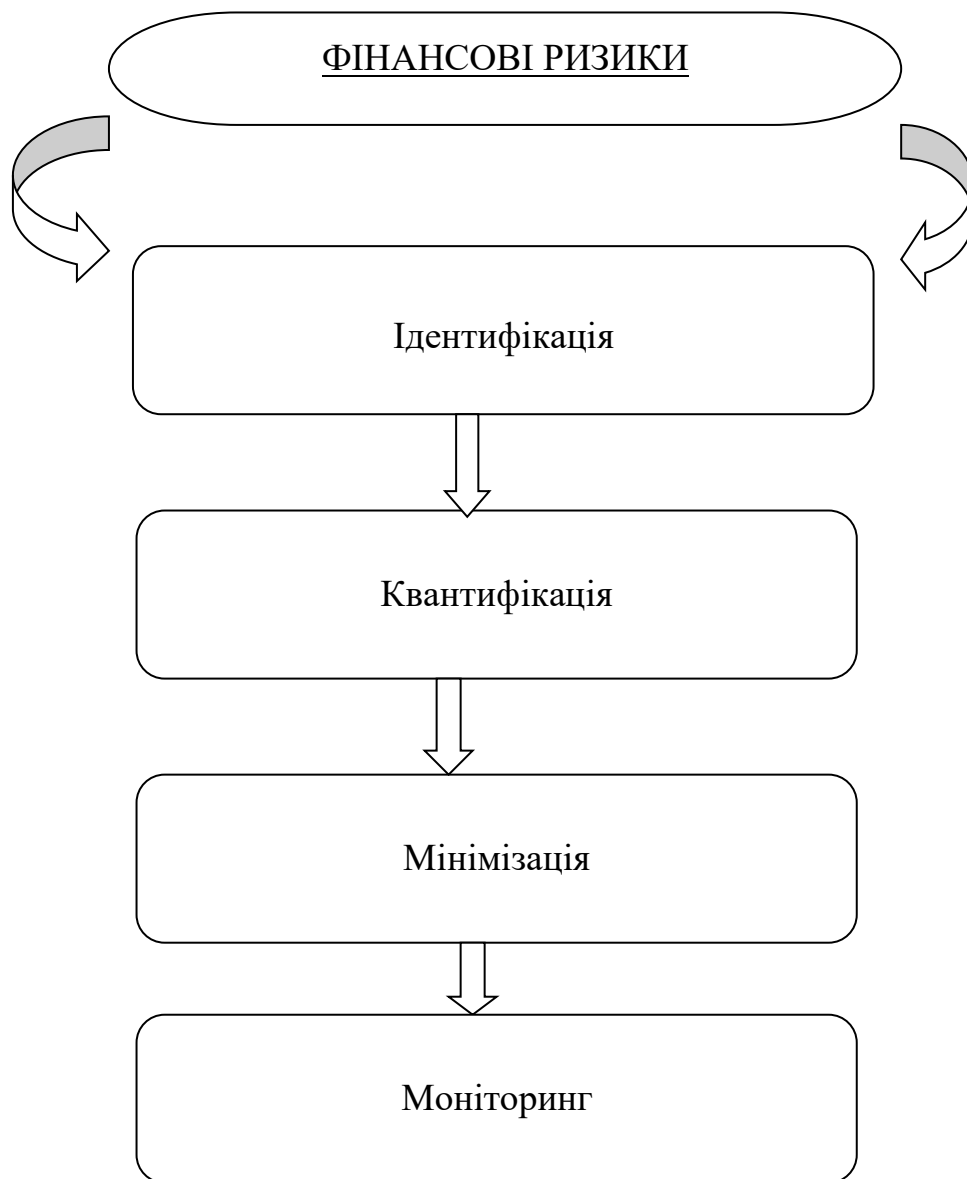 ФІНАНСОВІ РИЗИКИ
Ідентифікація
Квантифікація
Мінімізація
Моніторинг